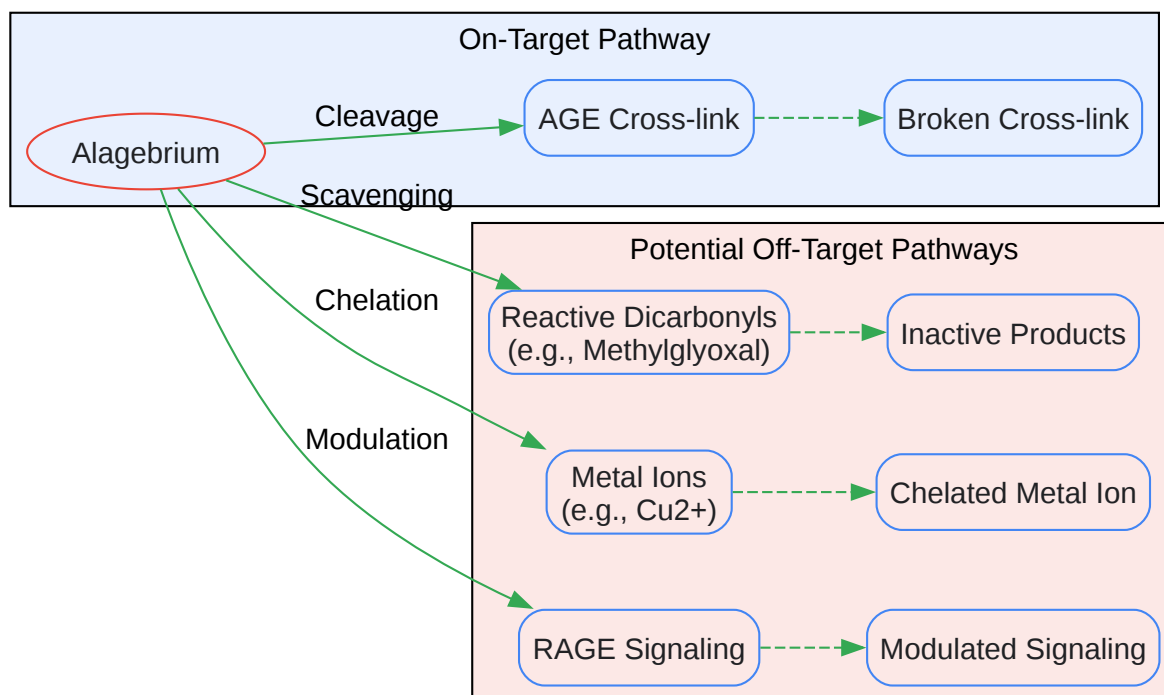 On-Target Pathway
Alagebrium
Cleavage
AGE Cross-link
Broken Cross-link
Scavenging
Potential Off-Target Pathways
Reactive Dicarbonyls
(e.g., Methylglyoxal)
Inactive Products
Chelation
Metal Ions
(e.g., Cu2+)
Chelated Metal Ion
Modulation
RAGE Signaling
Modulated Signaling